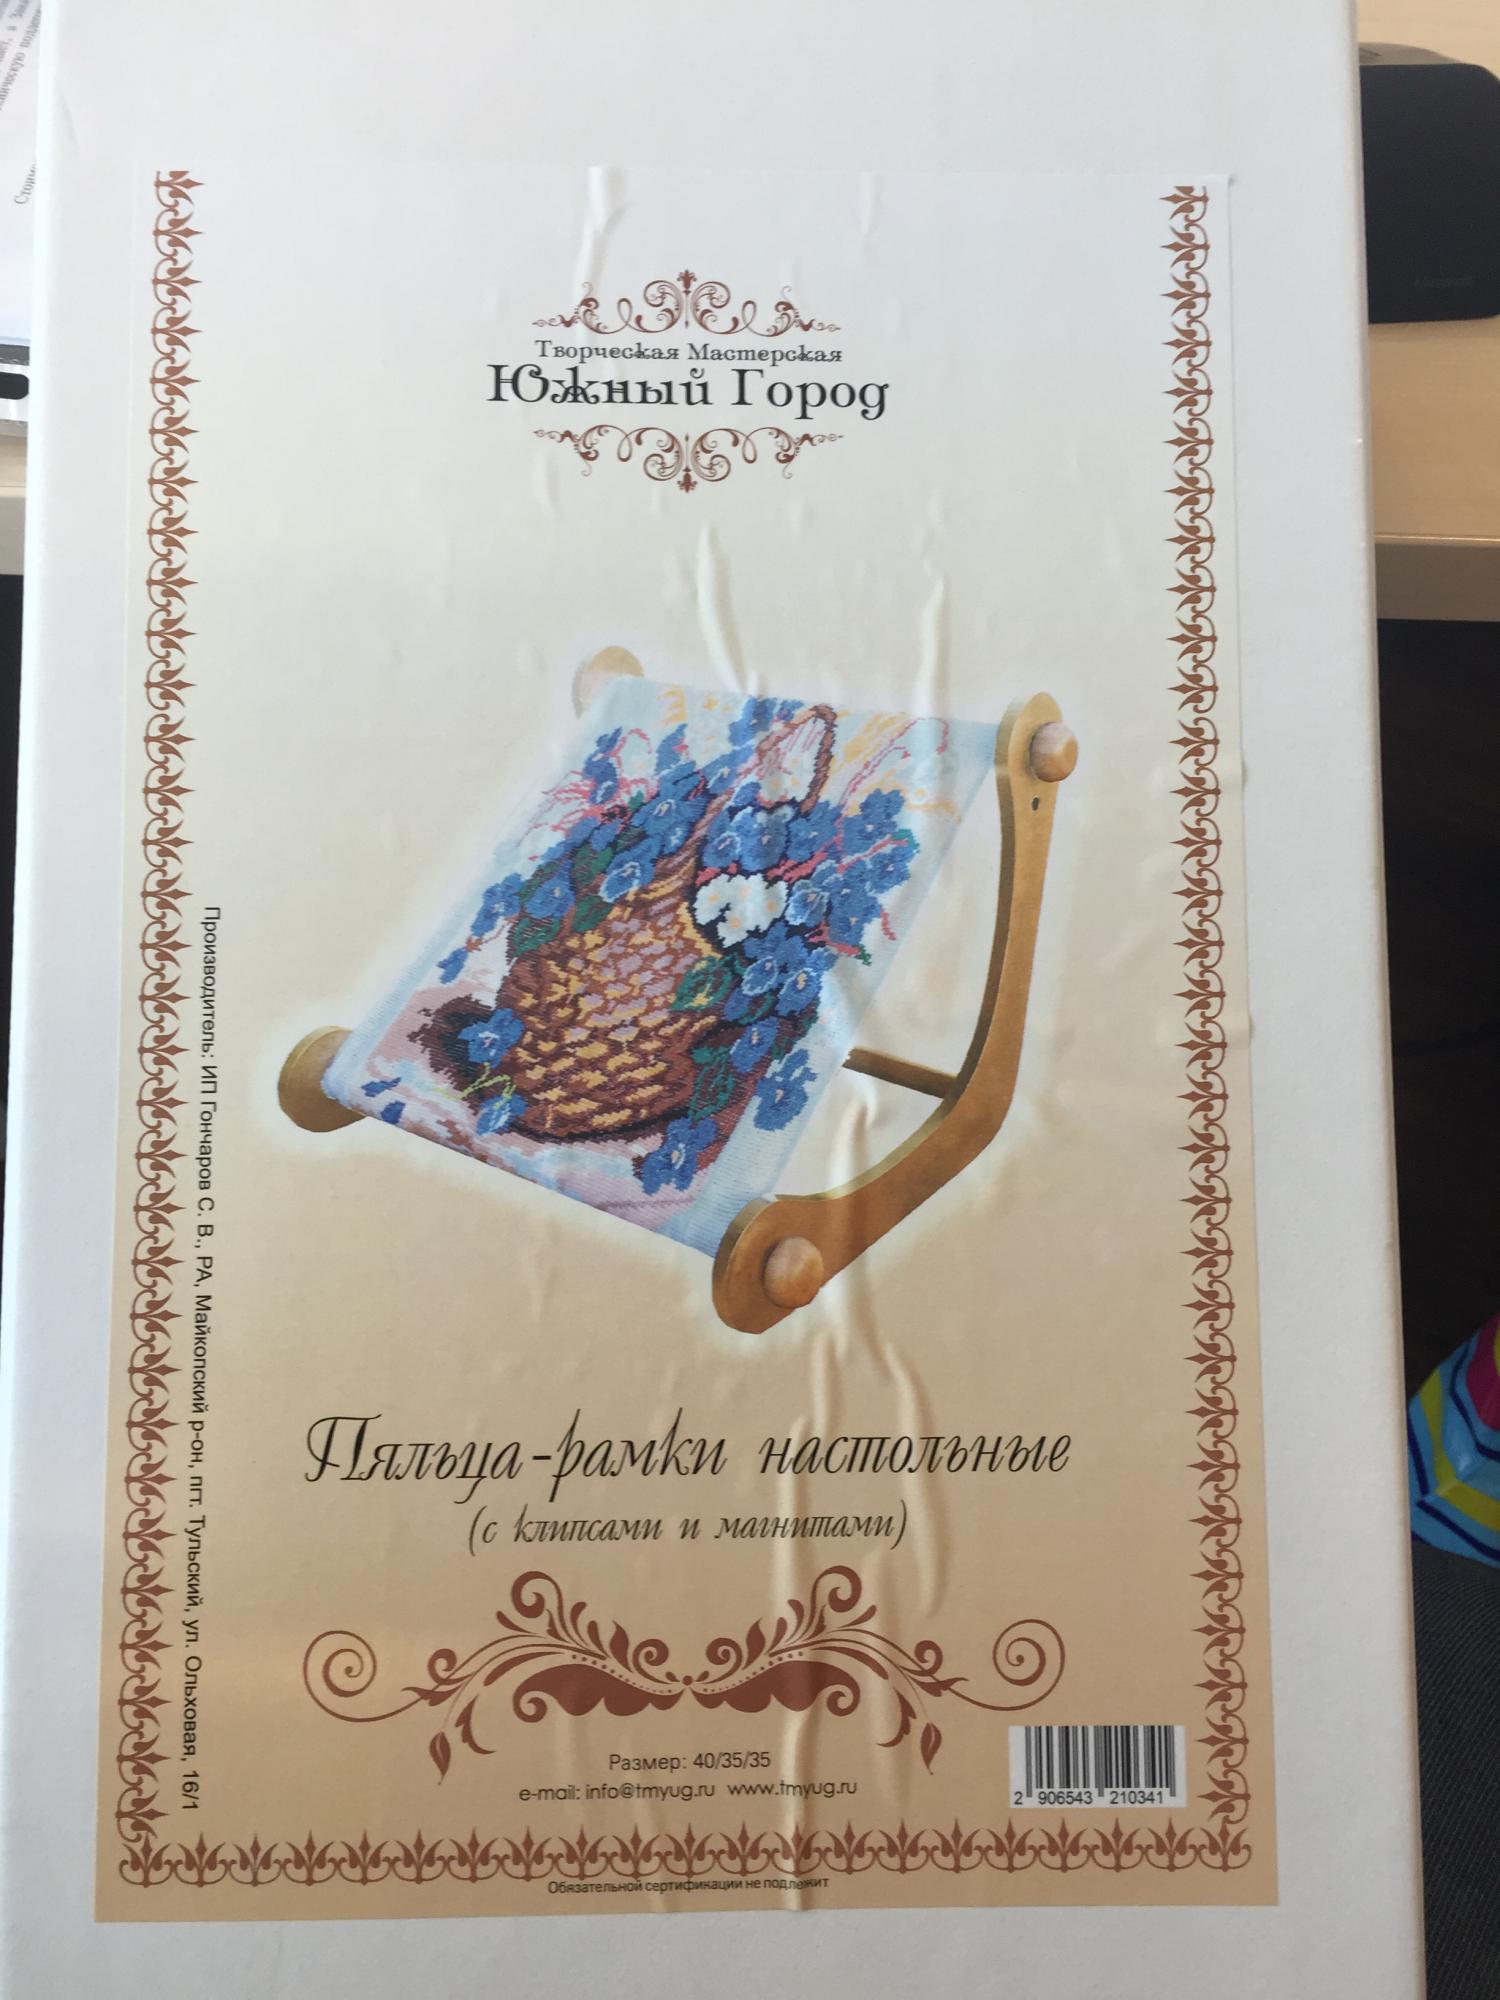 Творческая Мастерская
Южный Город
Производитель: ИП Гончаров С. В., РА, Майкопский р-он, пгт. Тульский, ул. Ольховая, 16/1
Пяльца-рамки настольные
(с клипсами и магнитами)
Размер: 40/35/35
e-mail: info@tmyug.ru www.tmyug.ru
2 906543 210341
Обязательной сертификации не подлежит